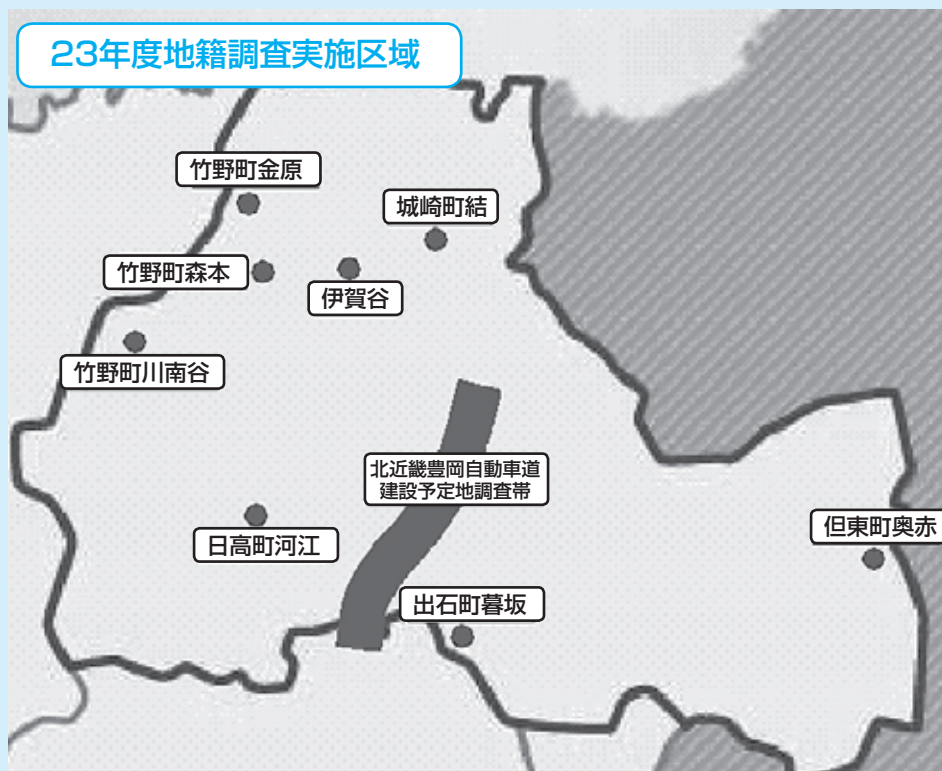 23年度地籍調査実施区域
竹野町金原
城崎町結
竹野町森本
伊賀谷
竹野町川南谷
北近畿豊岡自動車道
建設予定地調査帯
但東町奥赤
日高町河江
出石町暮坂